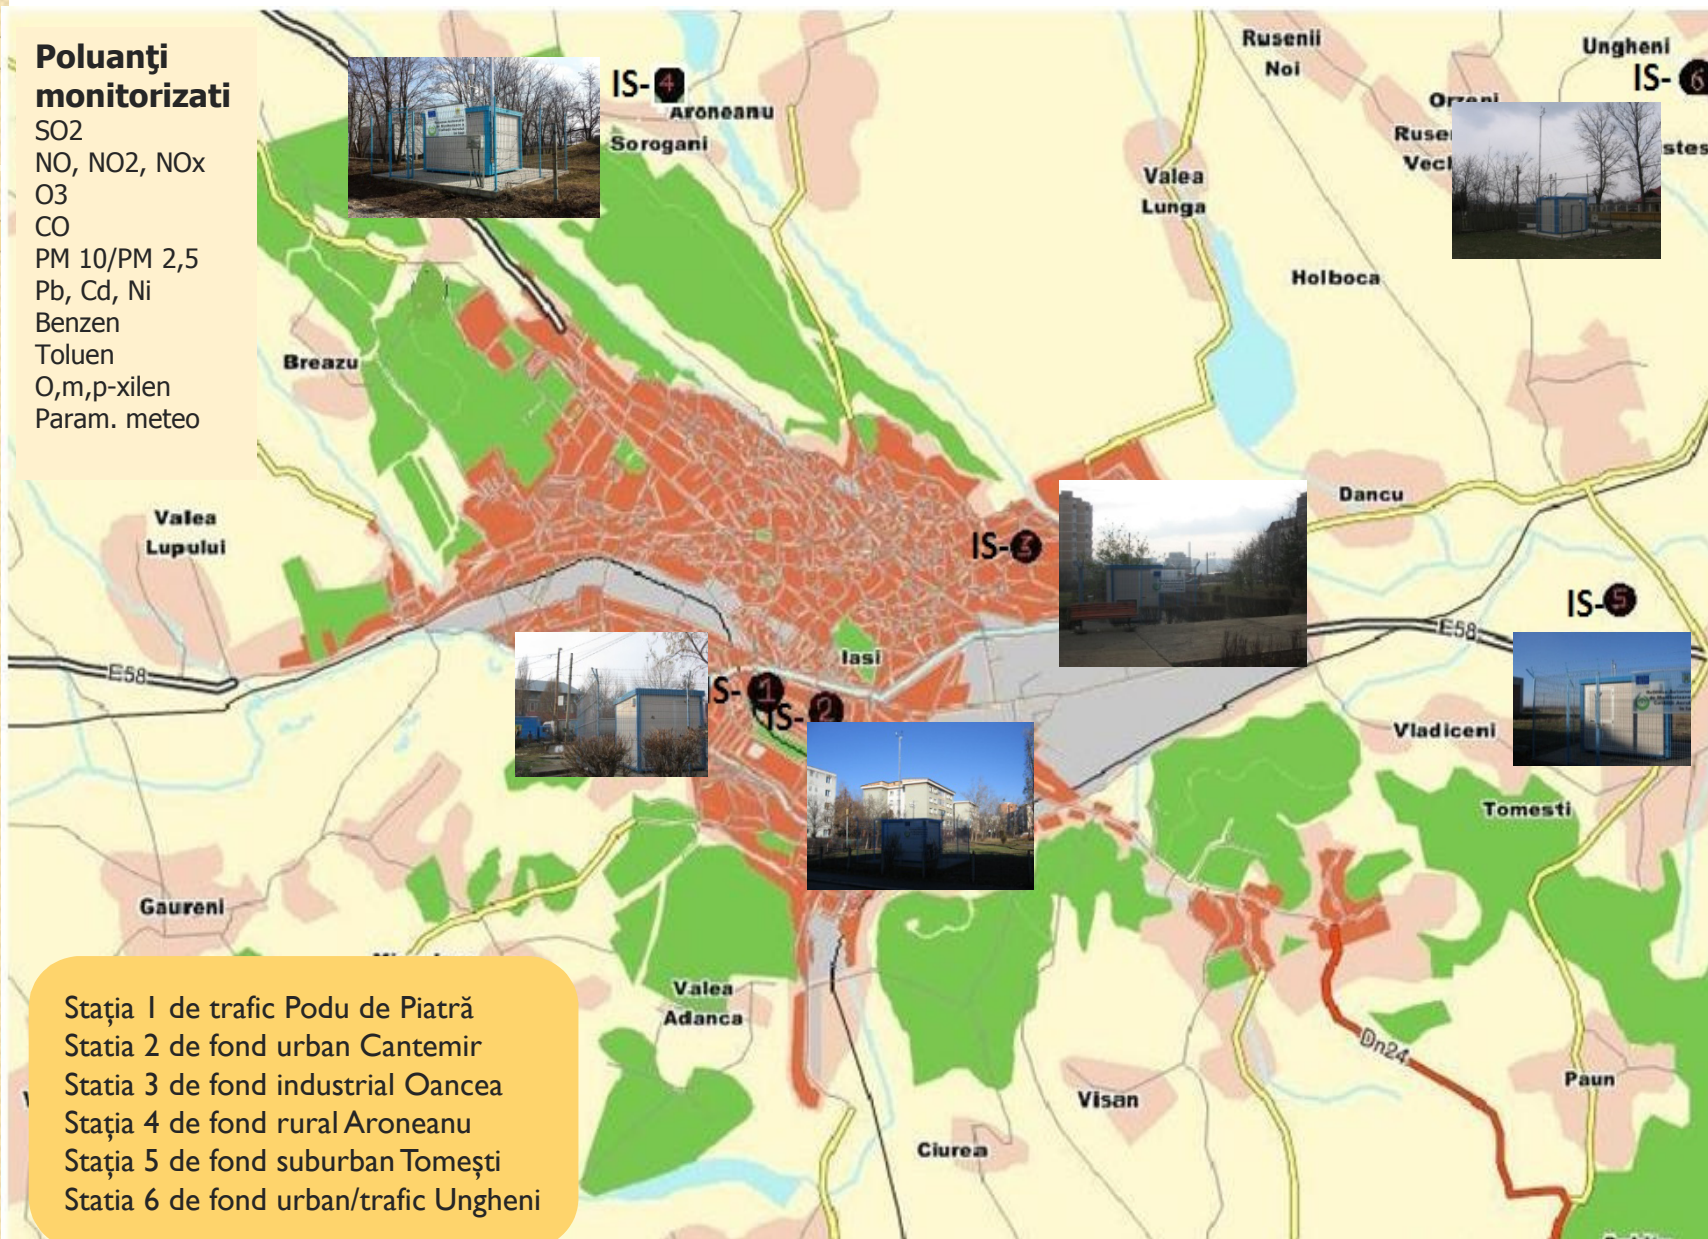 Poluanţi
monitorizati
SO2
NO, NO2, NOx
O3
CO
PM 10/PM 2,5
Pb, Cd, Ni
Benzen
Toluen
O,m,p-xilen
Param. meteo
IS-4
Aroneanu
Sorogani
Rusenii
Noi
Ungheni
IS-6
Orzeni
Valea
Lunga
Holboca
Breazu
Valea
Lupului
Dancu
IS-3
IS-5
E58
E58
Iasi
IS-1
IS-2
Vladiceni
Tomesti
Gaureni
Valea
Adanca
Dn24
Paun
Visan
Ciurea
Staţia 1 de trafic Podu de Piatră
Statia 2 de fond urban Cantemir
Statia 3 de fond industrial Oancea
Staţia 4 de fond rural Aroneanu
Staţia 5 de fond suburban Tomeşti
Statia 6 de fond urban/trafic Ungheni